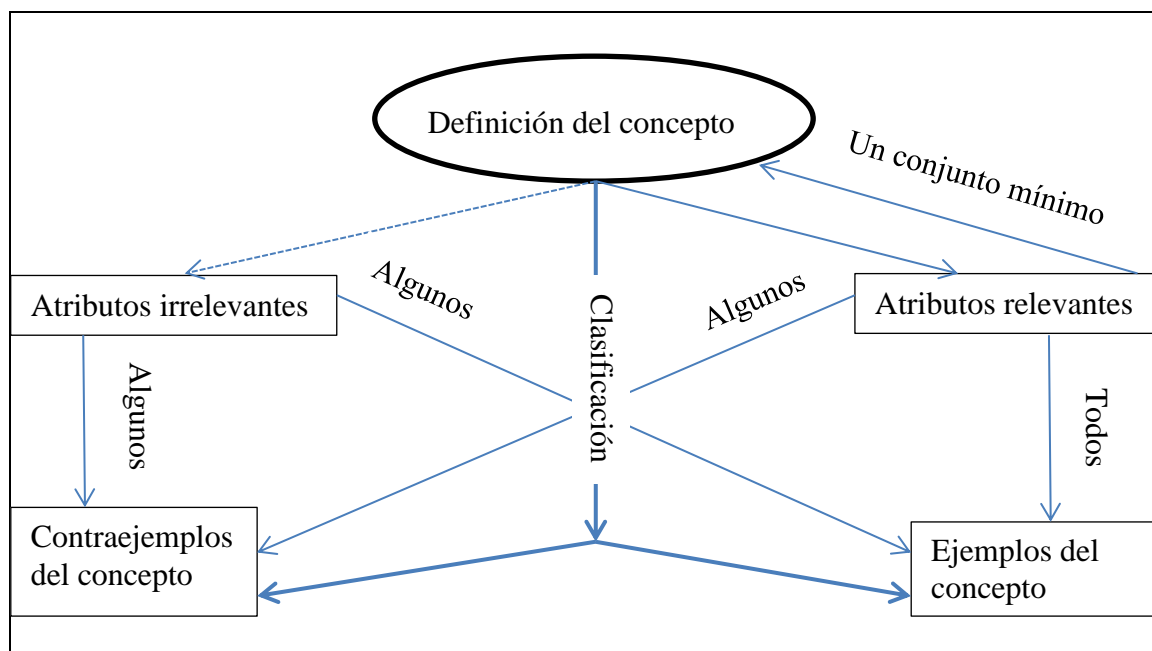 Definición del concepto
Un conjunto mínimo
Atributos irrelevantes
Algunos
Clasificación
Algunos
Atributos relevantes
Algunos
Todos
Contraejemplos
del concepto
Ejemplos del
concepto